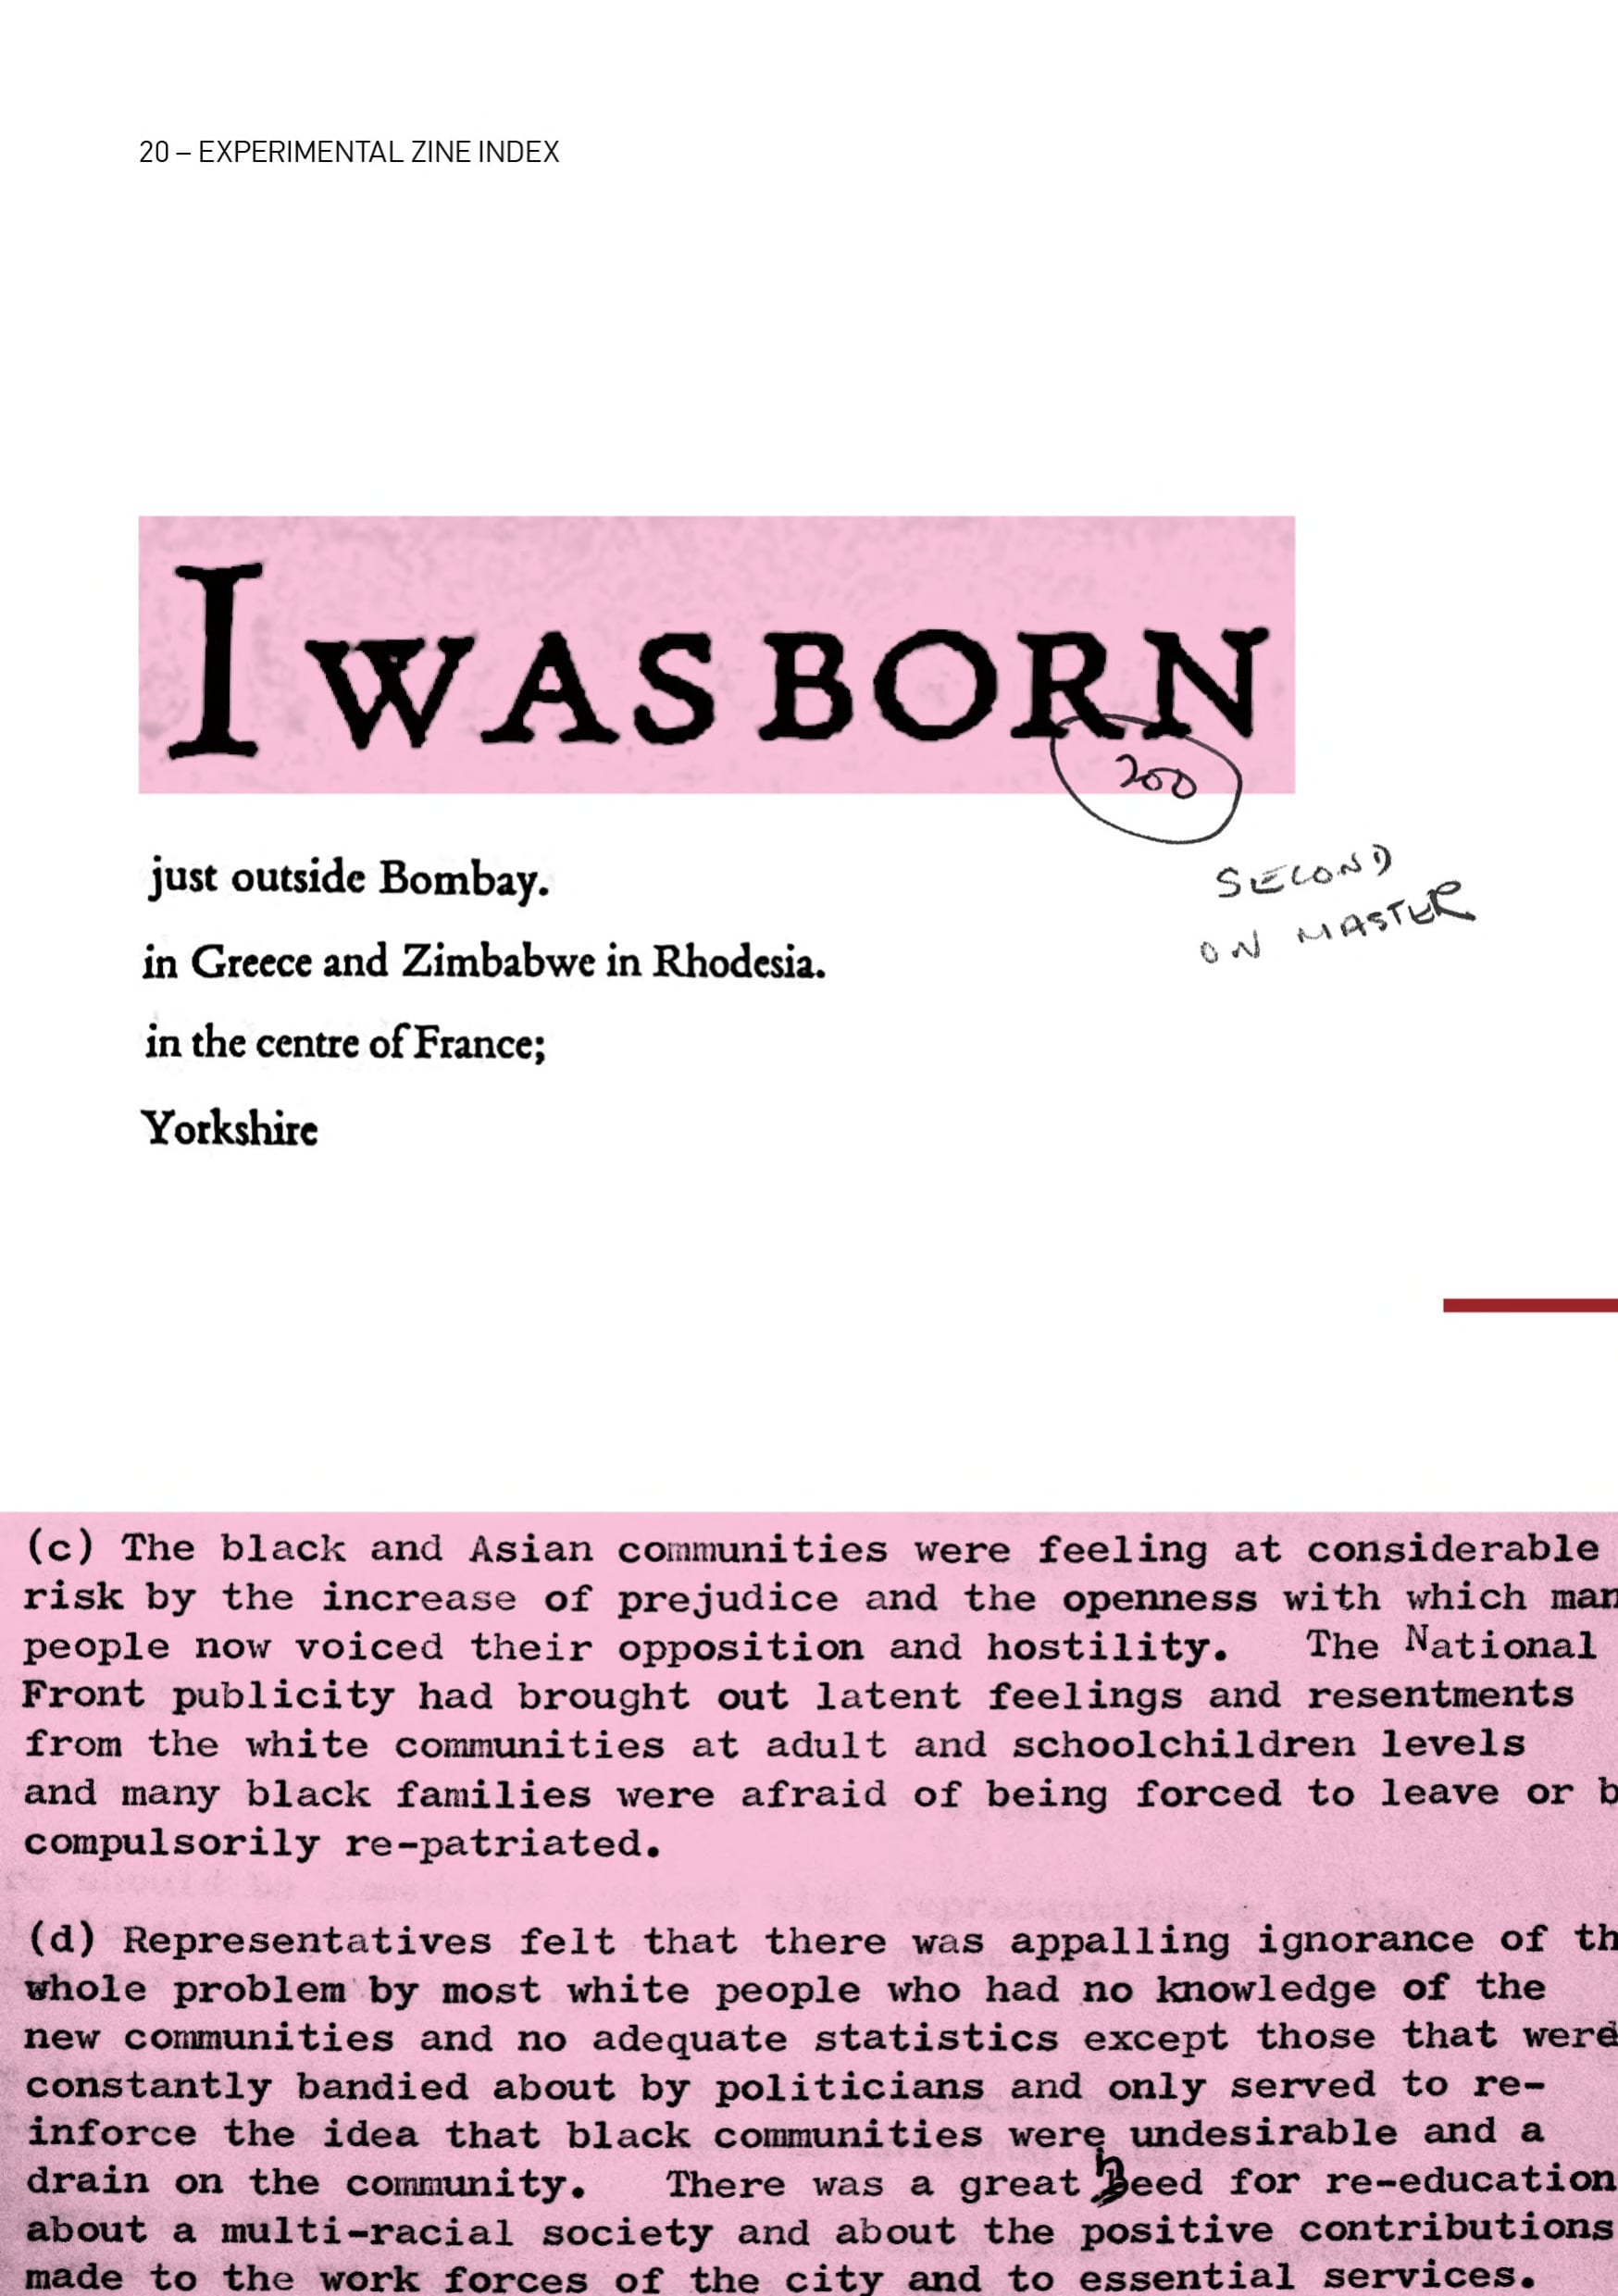 20 – EXPERIMENTAL ZINE INDEX
I WAS BORN
200
SECOND
ON MASTER
just outside Bombay.
in Greece and Zimbabwe in Rhodesia.
in the centre of France;
Yorkshire
(c) The black and Asian communities were feeling at considerable
risk by the increase of prejudice and the openness with which
people now voiced their opposition and hostility. The National
Front publicity had brought out latent feelings and resentments
from the white communities at adult and schoolchildren levels
and many black families were afraid of being forced to leave or
compulsorily re-patriated.
(d) Representatives felt that there was appalling ignorance of
whole problem by most white people who had no knowledge of the
new communities and no adequate statistics except those that were
constantly bandied about by politicians and only served to re-
inforce the idea that black communities were undesirable and a
drain on the community. There was a great need for re-education
about a multi-racial society and about the positive contributions
made to the work forces of the city and to essential services.